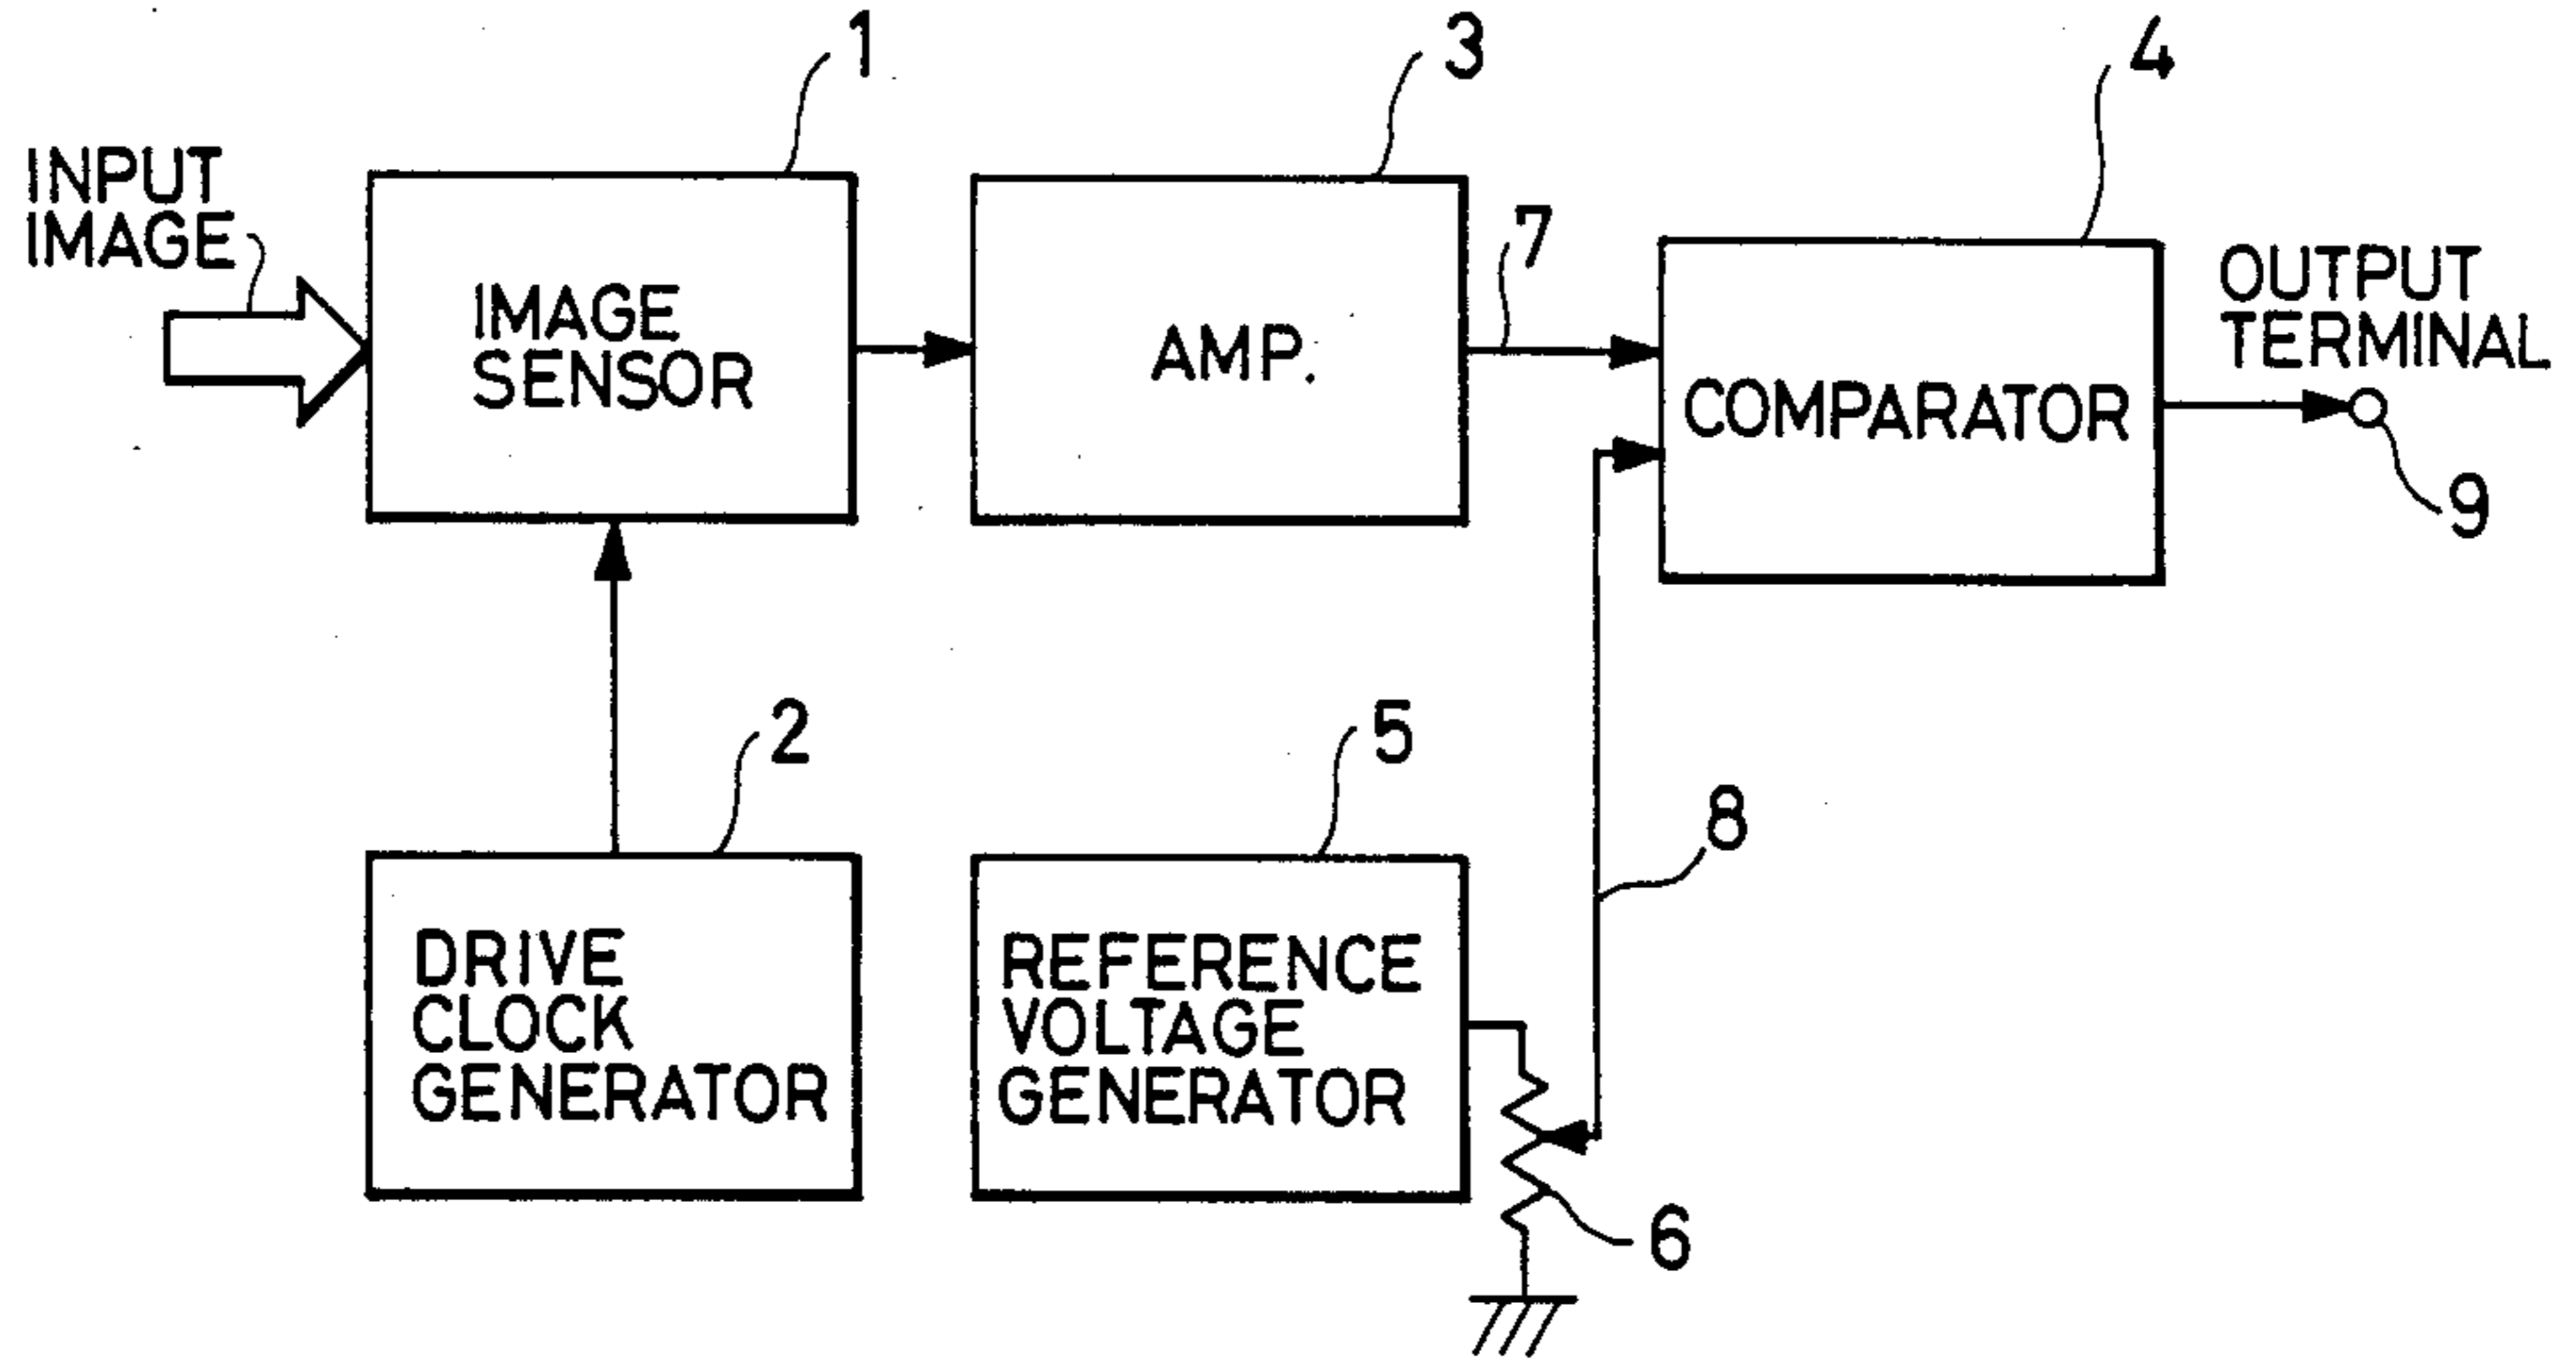 1
3
4
INPUT
IMAGE
7
IMAGE
SENSOR
AMP.
COMPARATOR
OUTPUT
TERMINAL
9
2
5
8
DRIVE
CLOCK
GENERATOR
REFERENCE
VOLTAGE
GENERATOR
6